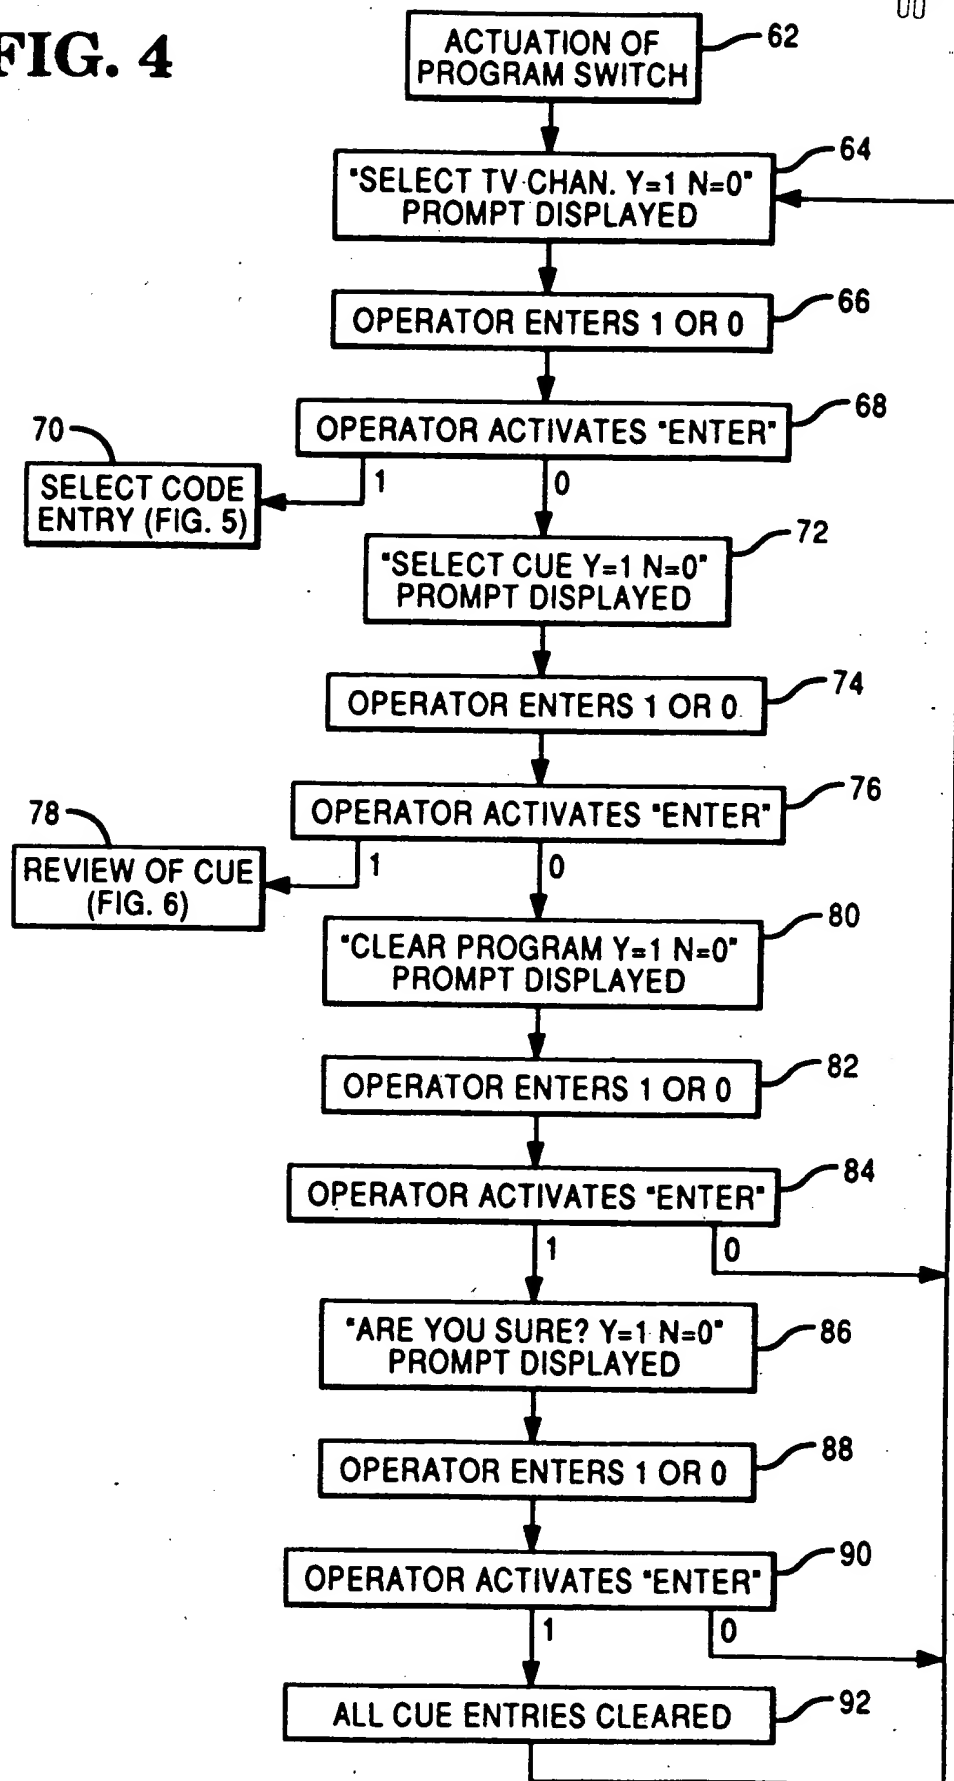 FIG. 4
ACTUATION OF
PROGRAM SWITCH
62
"SELECT TV CHAN. Y=1 N=0"
PROMPT DISPLAYED
64
OPERATOR ENTERS 1 OR 0
66
OPERATOR ACTIVATES "ENTER"
68
1
0
70
SELECT CODE
ENTRY (FIG. 5)
"SELECT CUE Y=1 N=0"
PROMPT DISPLAYED
72
OPERATOR ENTERS 1 OR 0
74
OPERATOR ACTIVATES "ENTER"
76
1
0
78
REVIEW OF CUE
(FIG. 6)
"CLEAR PROGRAM Y=1 N=0"
PROMPT DISPLAYED
80
OPERATOR ENTERS 1 OR 0
82
OPERATOR ACTIVATES "ENTER"
84
1
0
"ARE YOU SURE? Y=1 N=0"
PROMPT DISPLAYED
86
OPERATOR ENTERS 1 OR 0
88
OPERATOR ACTIVATES "ENTER"
90
1
0
ALL CUE ENTRIES CLEARED
92